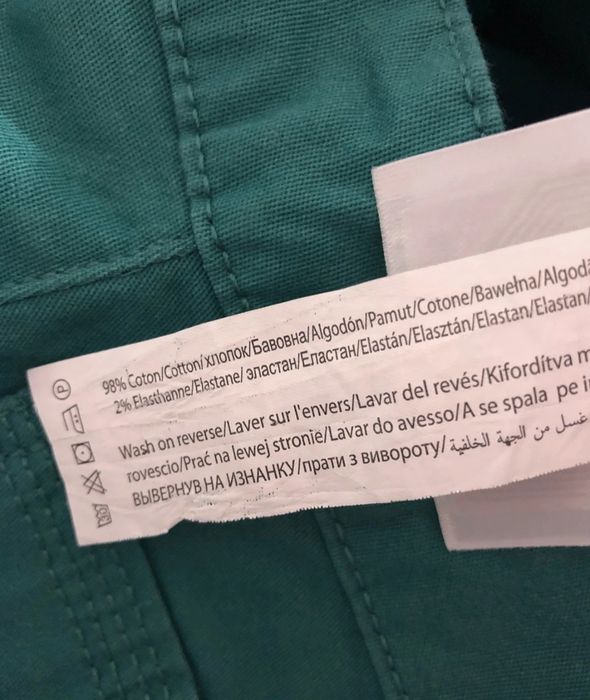 98% Coton/Cotton/хлопок/Бавовна/Algodón/Pamut/Cotone/Bawełna/Algod
2% Elasthanne/Elastane/ эластан/Еластан/Elastán/Elasztán/Elastan/Elastan/
Wash on reverse/Laver sur l'envers/Lavar del revés/Kifordítva m
rovescio/Prać na lewej stronie/Lavar do avesso/A se spala pe i
ВЫВЕРНУВ НА ИЗНАНКУ/прати з вивороту/ غسل من الجهة الخلفية
P